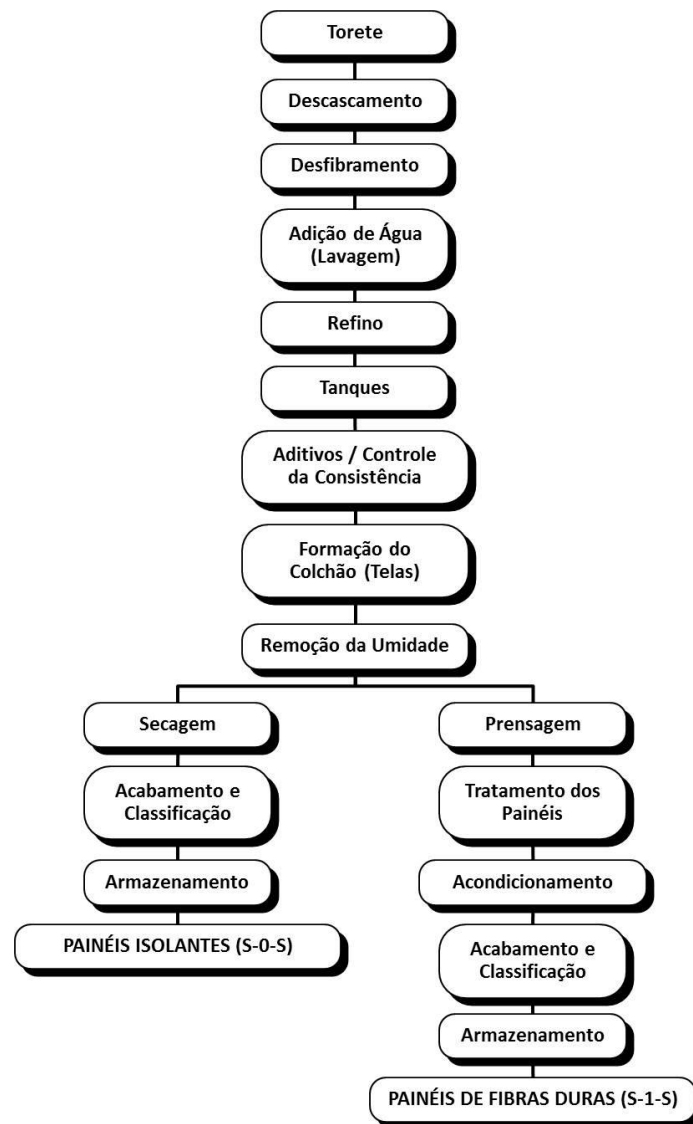 Torete
Descascamento
Desfibramento
Adição de Água
(Lavagem)
Refino
Tanques
Aditivos / Controle
da Consistência
Formação do
Colchão (Telas)
Remoção da Umidade
Secagem
Acabamento e
Classificação
Armazenamento
PAINÉIS ISOLANTES (S-0-S)
Prensagem
Tratamento dos
Painéis
Acondicionamento
Acabamento e
Classificação
Armazenamento
PAINÉIS DE FIBRAS DURAS (S-1-S)